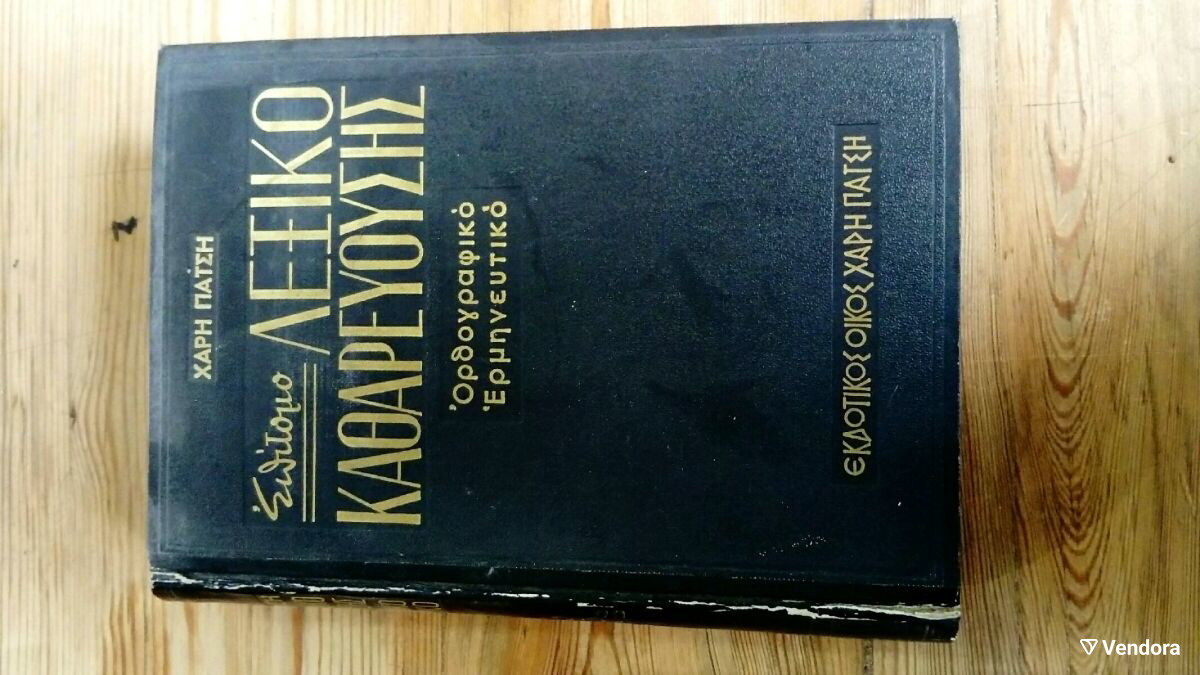 ΧΑΡΗ ΠΑΤΣΗ
Ἐπίτομο ΛΕΞΙΚΟ
ΚΑΘΑΡΕΥΟΥΣΗΣ
Ὀρθογραφικό
Ἑρμηνευτικό
ΕΚΔΟΤΙΚΟΣ ΟΙΚΟΣ ΧΑΡΗ ΠΑΤΣΗ
Vendora